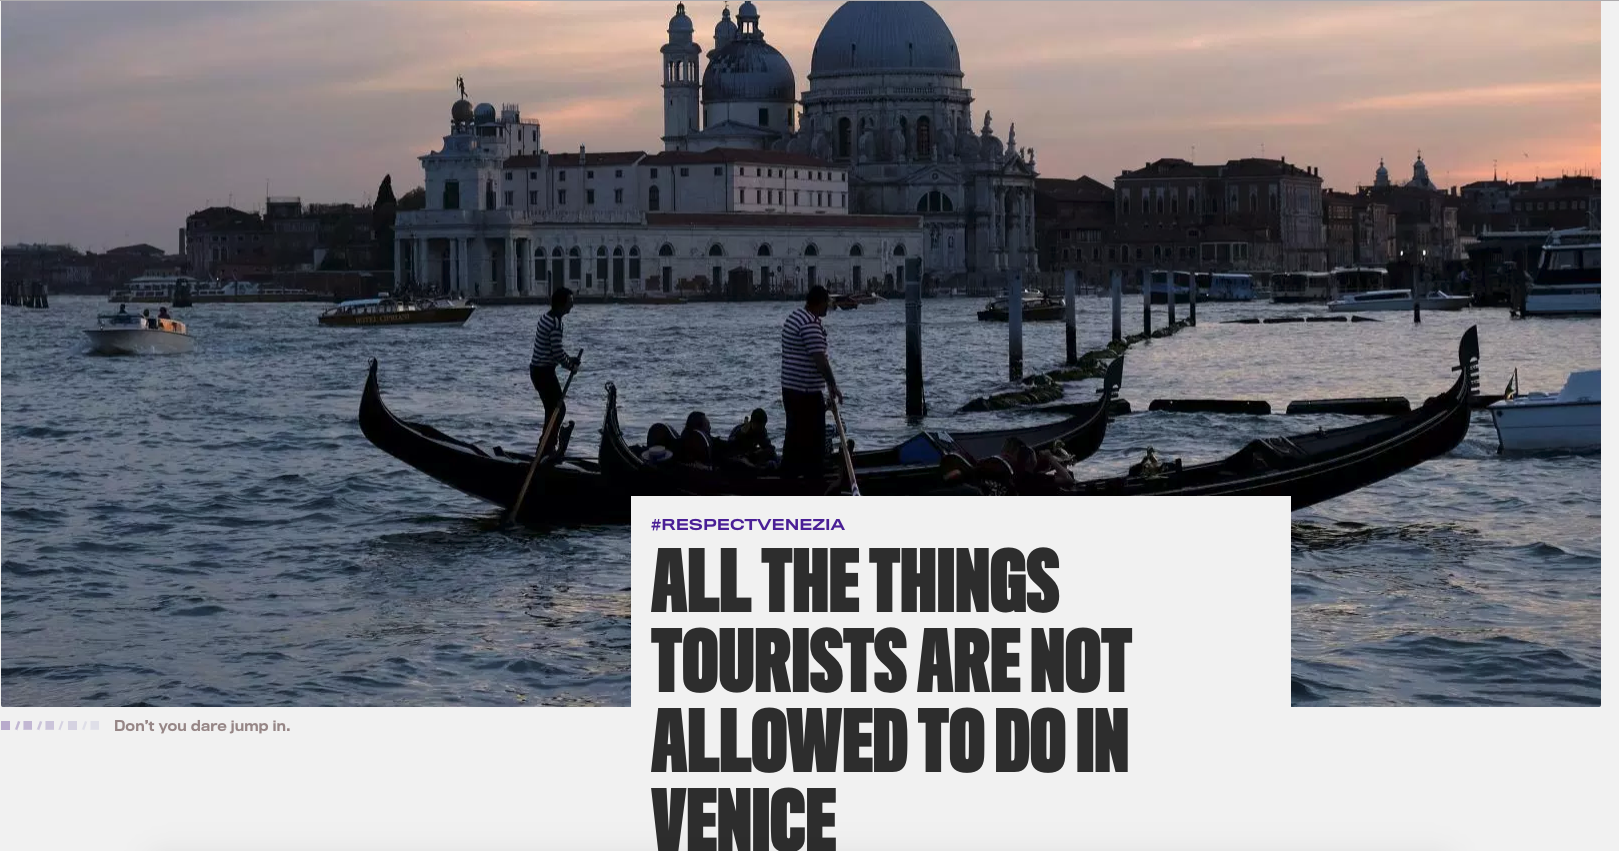 HOTEL CIPRIANI
#RESPECTVENEZIA
ALL THE THINGS
TOURISTS ARE NOT
ALLOWED TO DO IN
VENICE
Don't you dare jump in.